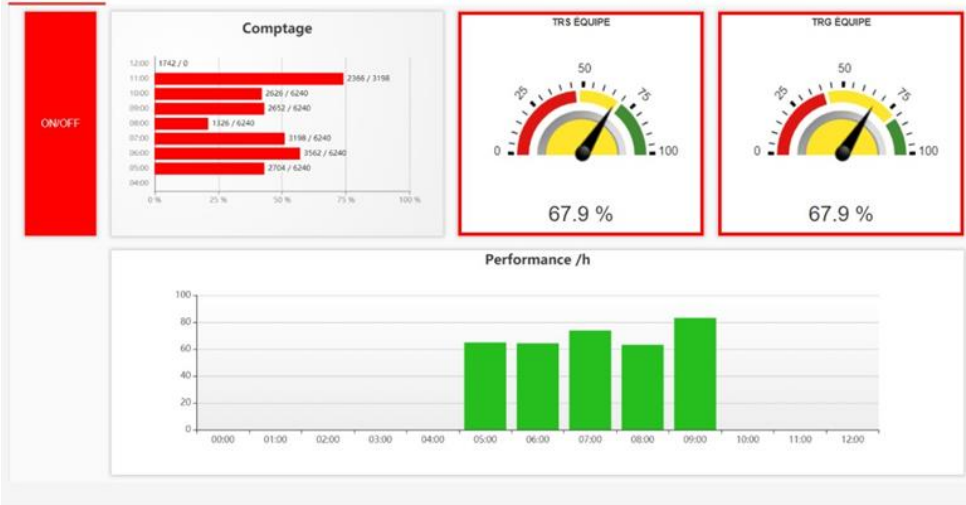 ON/OFF
Comptage
12:00 1742 / 0
11:00 2366 / 3198
10:00 2626 / 6240
09:00 2652 / 6240
08:00 1326 / 6240
07:00 3198 / 6240
06:00 3562 / 6240
05:00 2704 / 6240
04:00
0 % 25 % 50 % 75 % 100 %
TRS ÉQUIPE
0 25 50 75 100
67.9 %
TRG ÉQUIPE
0 25 50 75 100
67.9 %
Performance /h
100
80
60
40
20
0
00:00 01:00 02:00 03:00 04:00 05:00 06:00 07:00 08:00 09:00 10:00 11:00 12:00